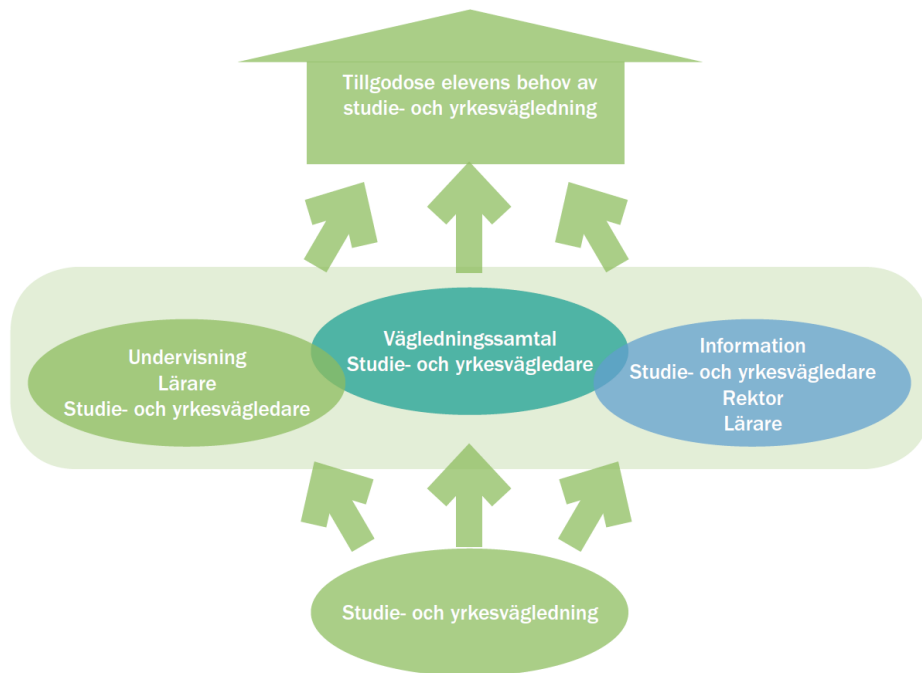 Tillgodose elevens behov av
studie- och yrkesvägledning
Undervisning
Lärare
Studie- och yrkesvägledare
Vägledningssamtal
Studie- och yrkesvägledare
Information
Studie- och yrkesvägledare
Rektor
Lärare
Studie- och yrkesvägledning